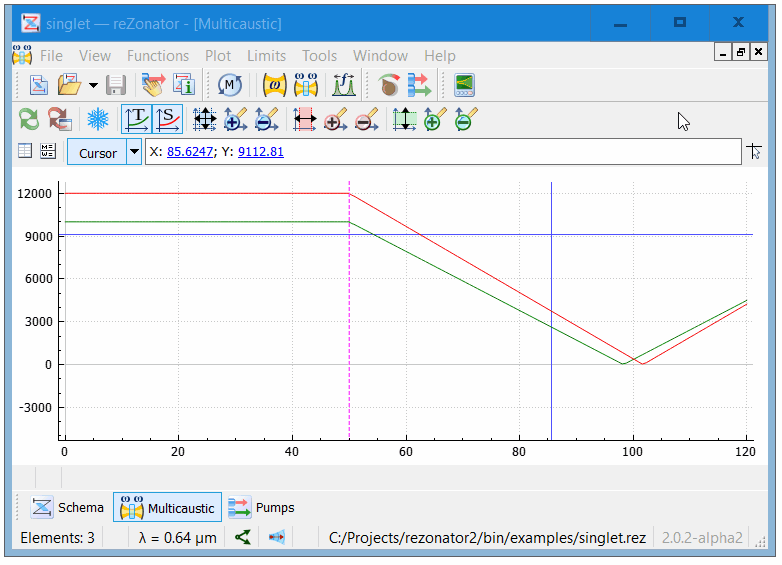 singlet — reZonator - [Multicaustic]
File View Functions Plot Limits Tools Window Help
Cursor X: 85.6247; Y: 9112.81
12000
9000
6000
3000
0
-3000
0 20 40 60 80 100 120
Schema Multicaustic Pumps
Elements: 3 λ = 0.64 μm C:/Projects/rezonator2/bin/examples/singlet.rez 2.0.2-alpha2